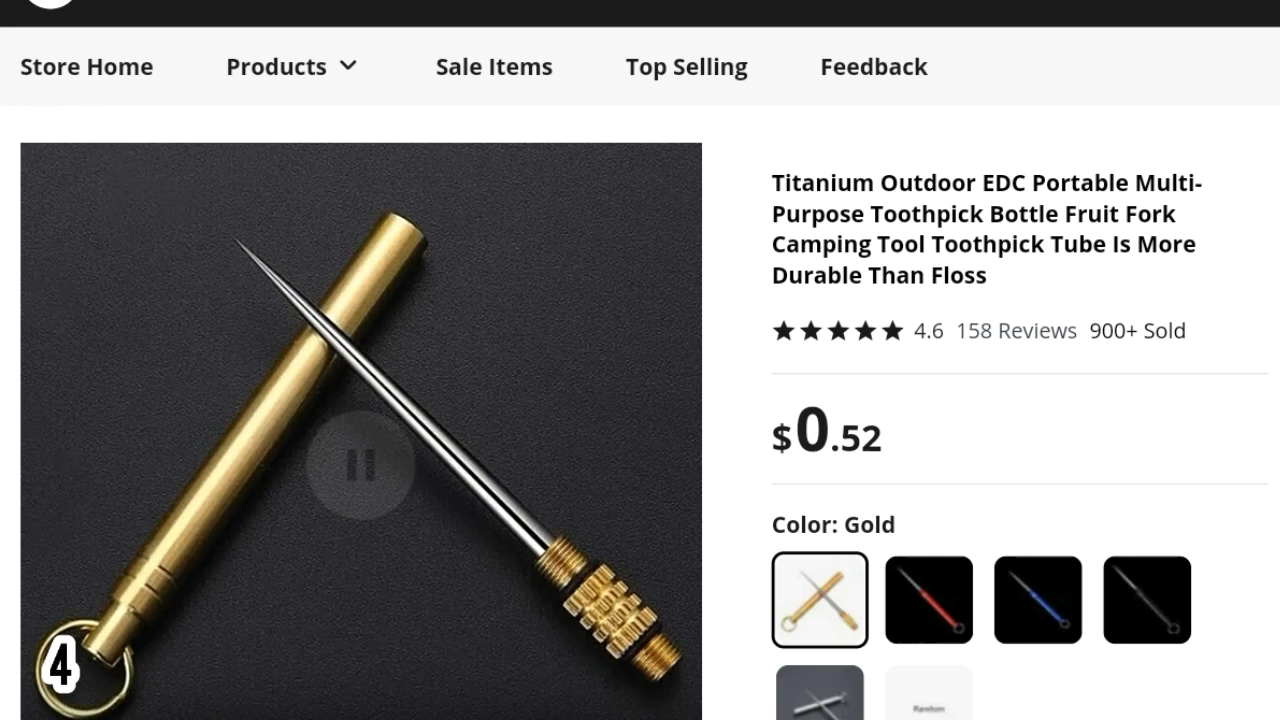 Store Home Products Sale Items Top Selling Feedback
Titanium Outdoor EDC Portable Multi-
Purpose Toothpick Bottle Fruit Fork
Camping Tool Toothpick Tube Is More
Durable Than Floss
4.6 158 Reviews 900+ Sold
$0.52
Color: Gold
Random
4